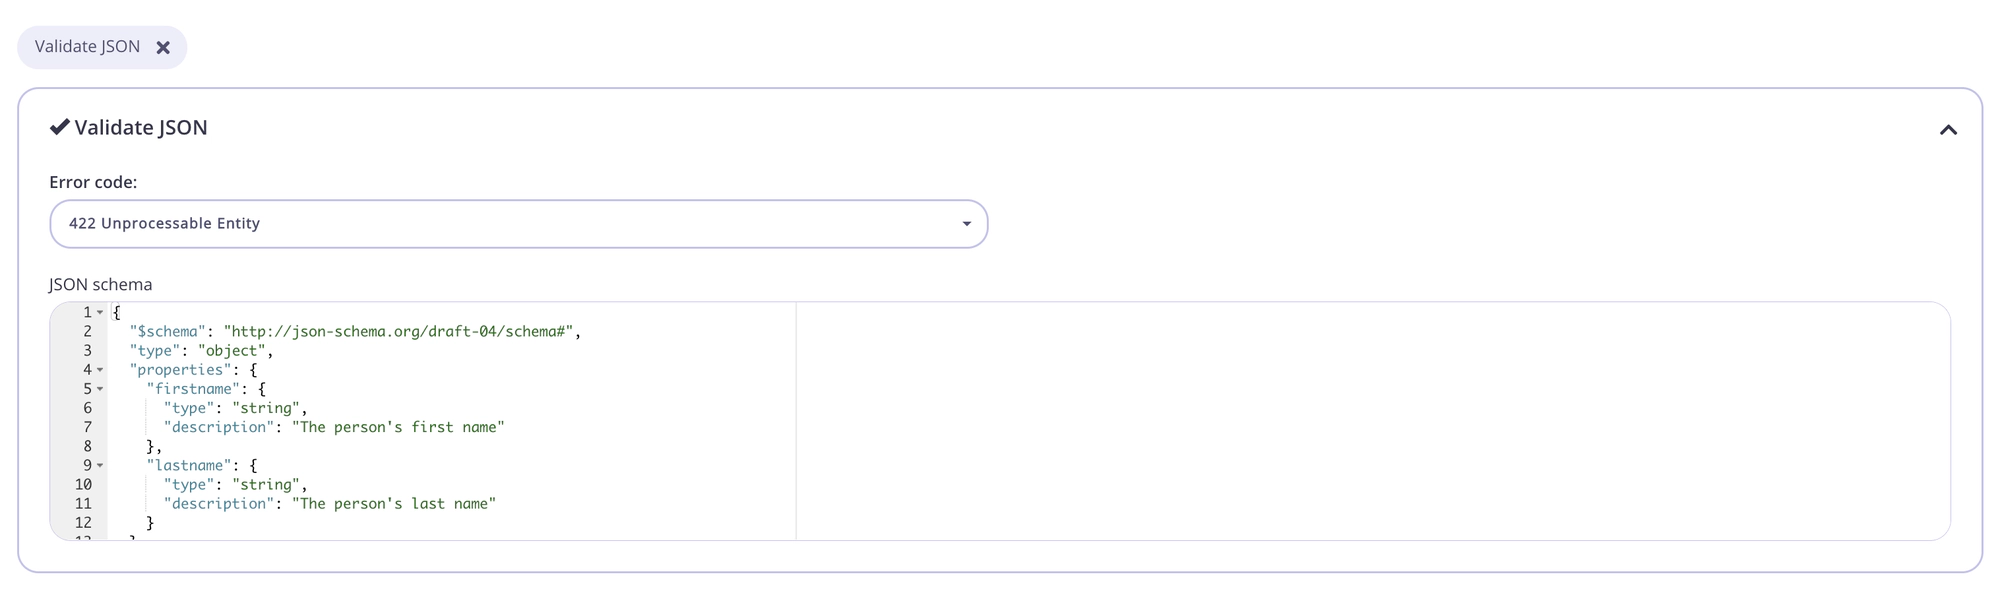 Validate JSON
Validate JSON
Error code:
422 Unprocessable Entity
JSON schema
1 {
2 "$schema": "http://json-schema.org/draft-04/schema#",
3 "type": "object",
4 "properties": {
5 "firstname": {
6 "type": "string",
7 "description": "The person's first name"
8 },
9 "lastname": {
10 "type": "string",
11 "description": "The person's last name"
12 }